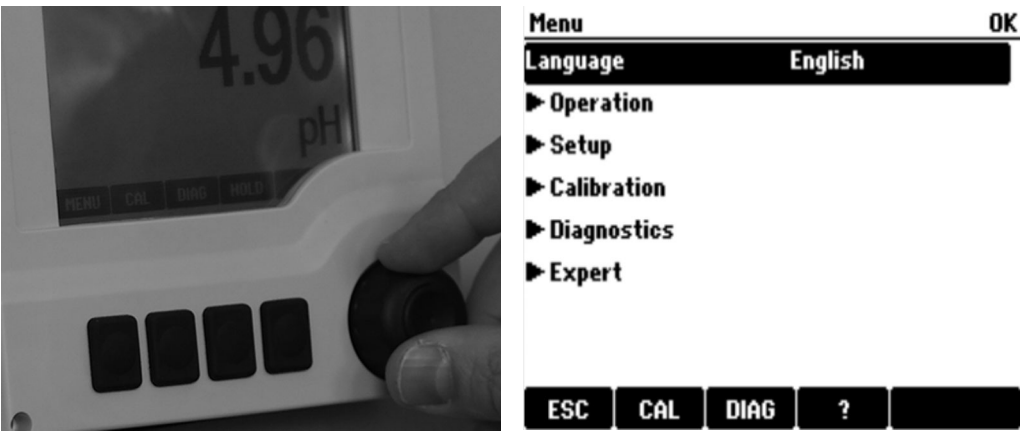 4.96
pH
MENU CAL DIAG HOLD
Menu OK
Language English
Operation
Setup
Calibration
Diagnostics
Expert
ESC CAL DIAG ?